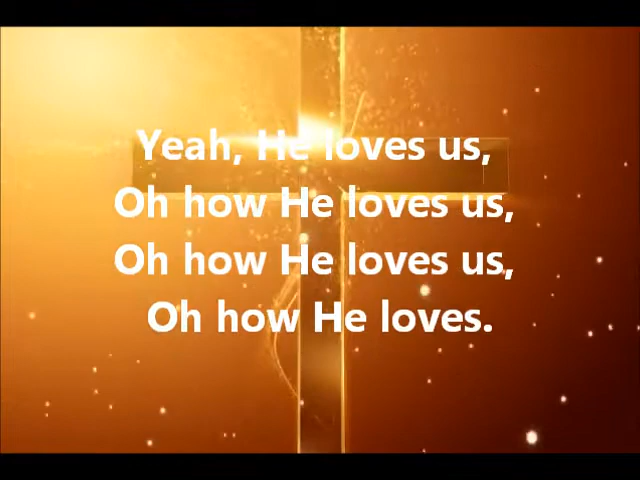 Yeah, He loves us,
Oh how He loves us,
Oh how He loves us,
Oh how He loves.